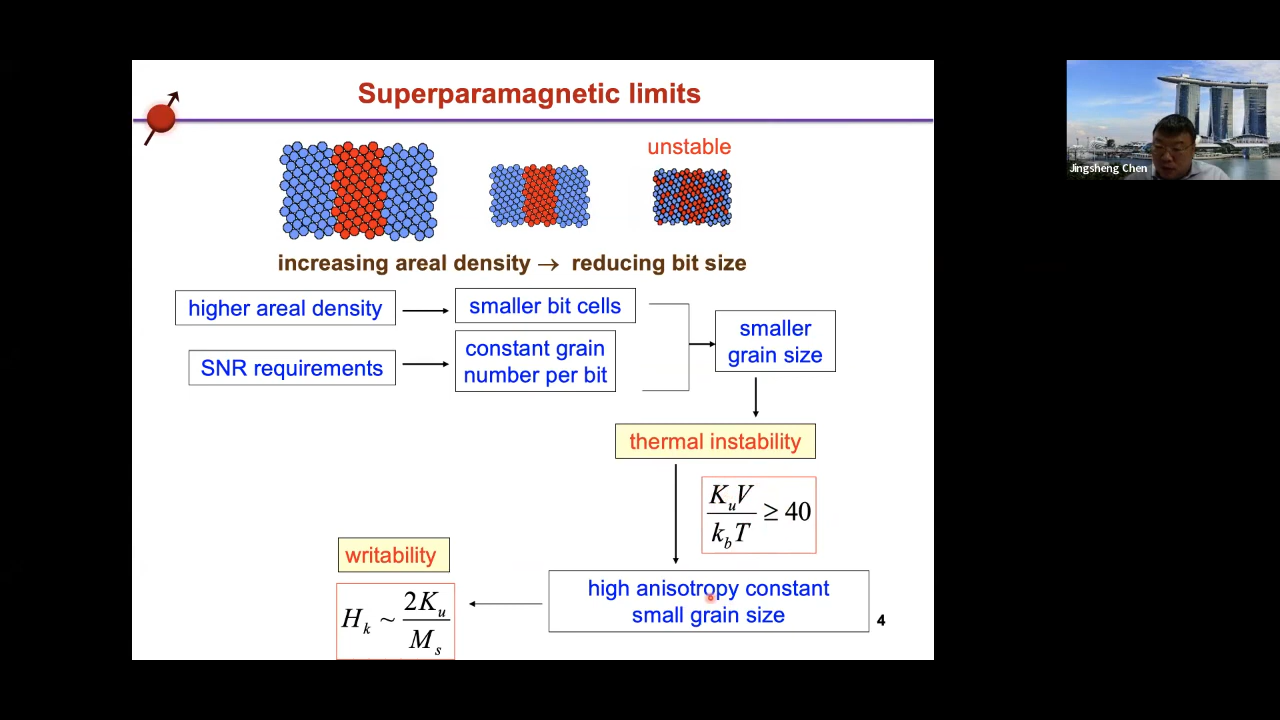 Superparamagnetic limits
unstable
increasing areal density → reducing bit size
higher areal density
smaller bit cells
SNR requirements
constant grain
number per bit
smaller
grain size
thermal instability
K_u V / k_b T ≥ 40
writability
H_k ~ 2K_u / M_s
high anisotropy constant
small grain size
4
Jingsheng Chen